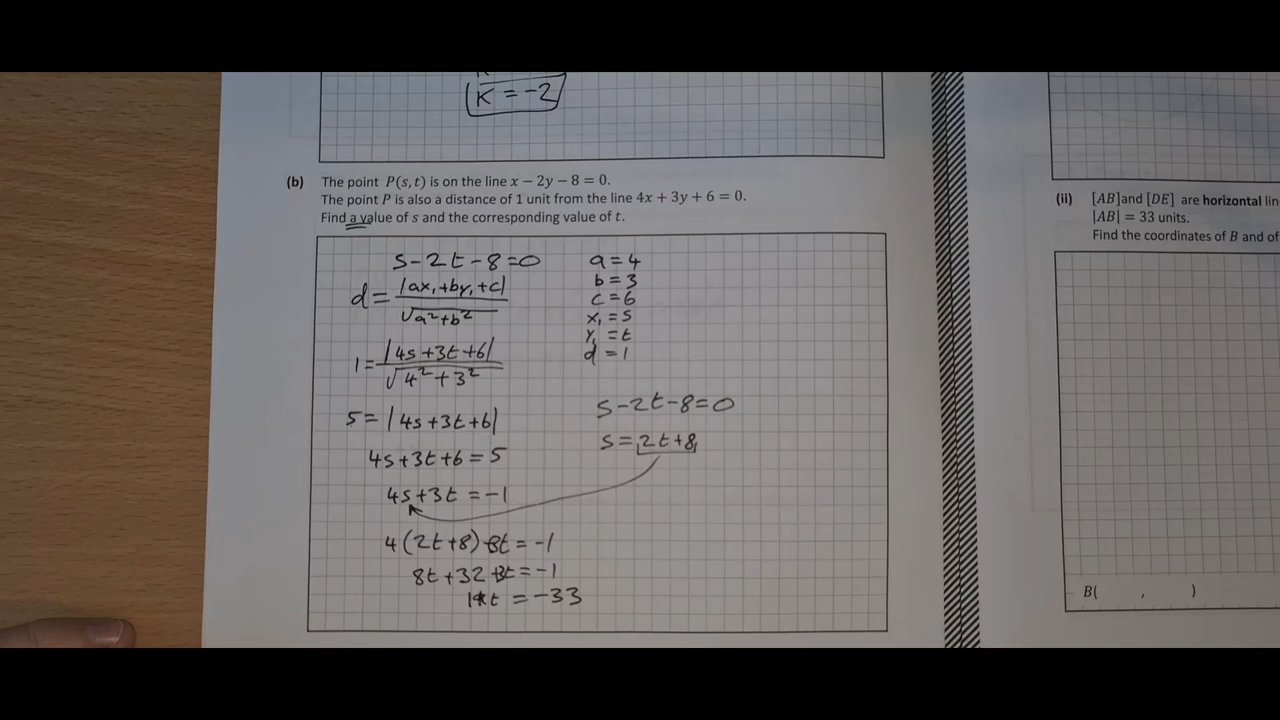 K = -2
(b) The point P(s, t) is on the line x − 2y − 8 = 0.
The point P is also a distance of 1 unit from the line 4x + 3y + 6 = 0.
Find a value of s and the corresponding value of t.
s-2t-8=0
d = |ax₁+by₁+c| / √a²+b²
1 = |4s+3t+6| / √4²+3²
5 = |4s+3t+6|
4s+3t+6 = 5
4s+3t = -1
4(2t+8)+3t = -1
8t+32+3t = -1
11t = -33
a = 4
b = 3
c = 6
x₁ = s
y₁ = t
d = 1
s-2t-8=0
s = 2t+8
(ii) [AB]and [DE] are horizontal lin
|AB| = 33 units.
Find the coordinates of B and of
B( , )